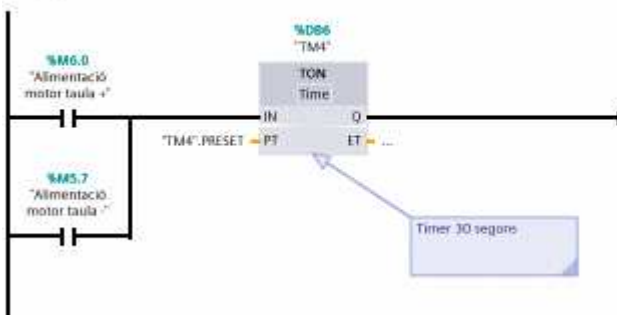 %DB6
"TM4"
%M6.0
"Alimentació
motor taula +"
TON
Time
IN
Q
"TM4".PRESET
PT
ET
...
%M5.7
"Alimentació
motor taula -"
Timer 30 segons